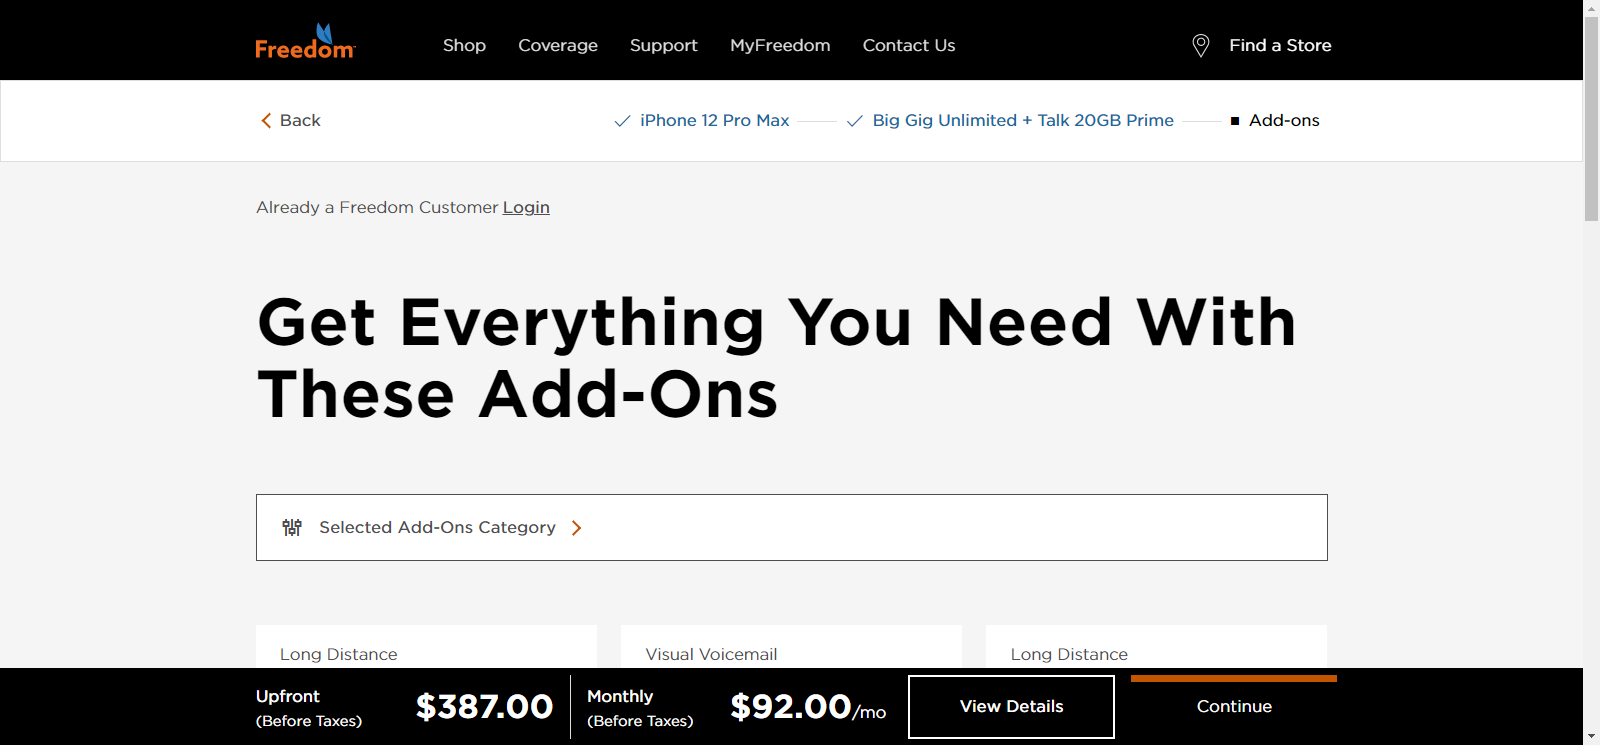 Freedom
Shop Coverage Support MyFreedom Contact Us Find a Store
Back iPhone 12 Pro Max Big Gig Unlimited + Talk 20GB Prime Add-ons
Already a Freedom Customer Login
Get Everything You Need With
These Add-Ons
Selected Add-Ons Category
Long Distance Visual Voicemail Long Distance
Upfront
(Before Taxes)
$387.00
Monthly
(Before Taxes)
$92.00/mo
View Details
Continue